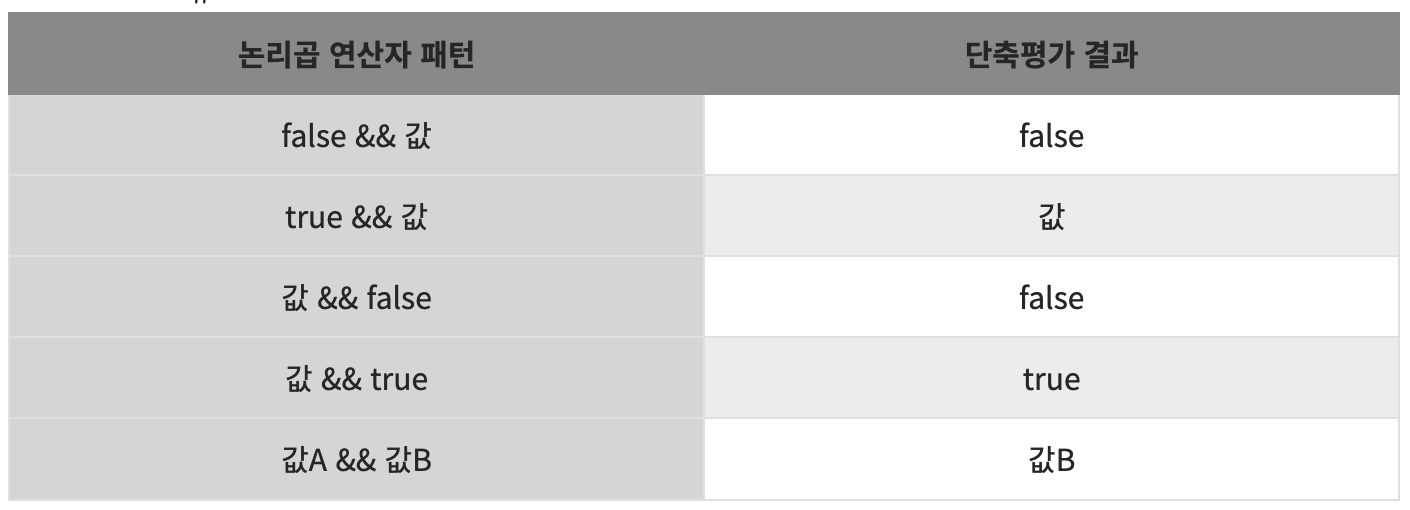 논리곱 연산자 패턴 단축평가 결과
false && 값 false
true && 값 값
값 && false false
값 && true true
값A && 값B 값B